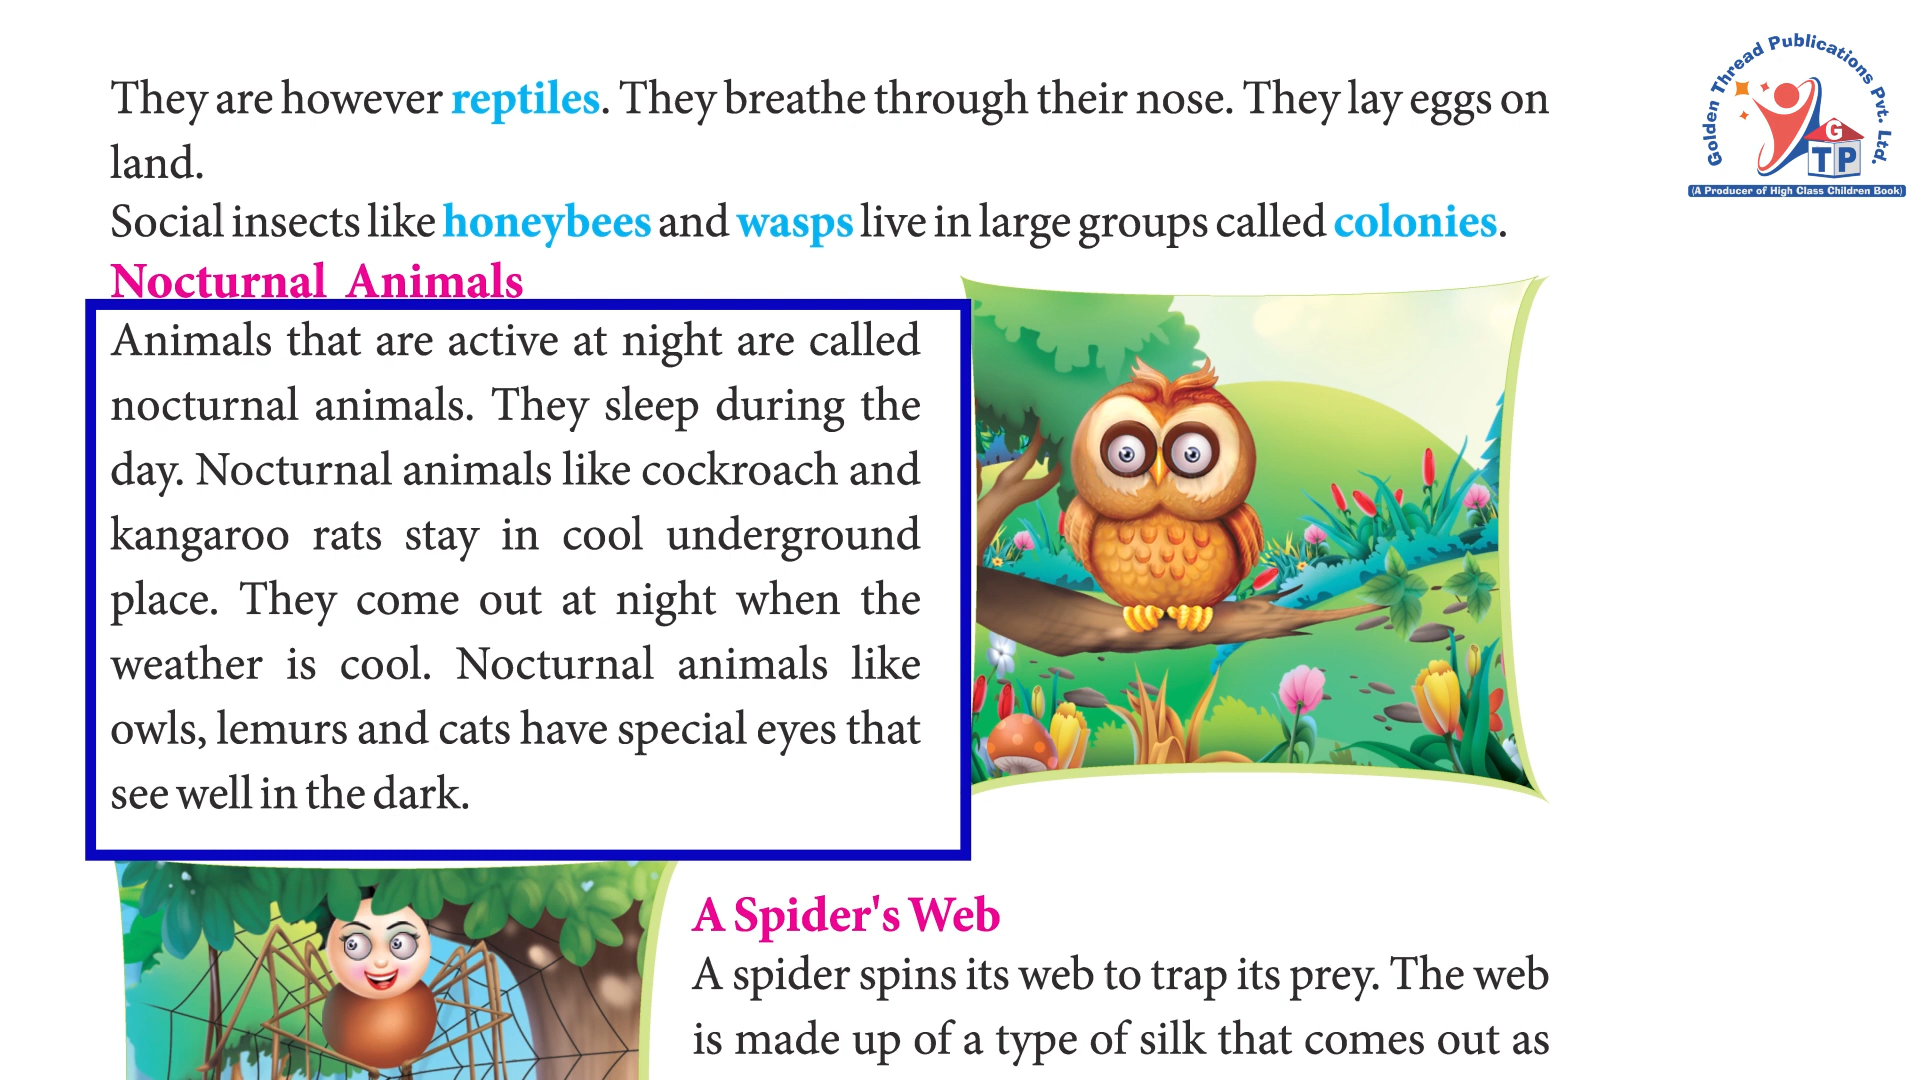 They are however reptiles. They breathe through their nose. They lay eggs on
land.
Social insects like honeybees and wasps live in large groups called colonies.
Nocturnal Animals
Animals that are active at night are called
nocturnal animals. They sleep during the
day. Nocturnal animals like cockroach and
kangaroo rats stay in cool underground
place. They come out at night when the
weather is cool. Nocturnal animals like
owls, lemurs and cats have special eyes that
see well in the dark.
A Spider's Web
A spider spins its web to trap its prey. The web
is made up of a type of silk that comes out as
Golden Thread Publications Pvt. Ltd.
G
TP
(A Producer of High Class Children Book)